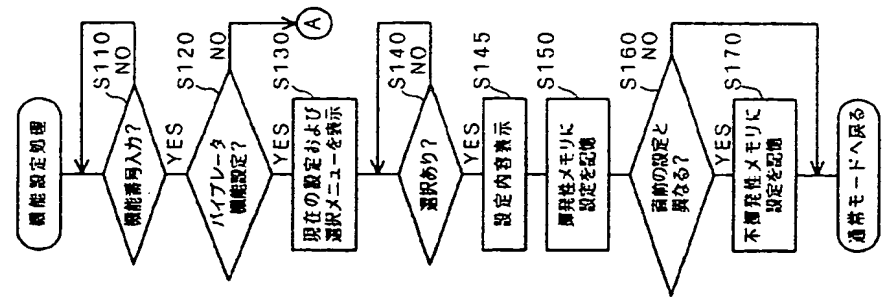 機能設定処理
S110
機能番号入力?
NO
YES
S120
バイブレータ
機能設定?
NO
A
YES
S130
現在の設定および
選択メニューを表示
S140
選択あり?
NO
YES
S145
設定内容表示
S150
揮発性メモリに
設定を記憶
S160
直前の設定と
異なる?
NO
YES
S170
不揮発性メモリに
設定を記憶
通常モードへ戻る